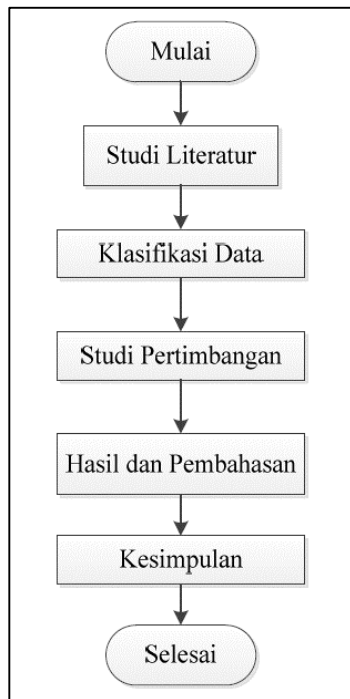 Mulai
Studi Literatur
Klasifikasi Data
Studi Pertimbangan
Hasil dan Pembahasan
Kesimpulan
Selesai